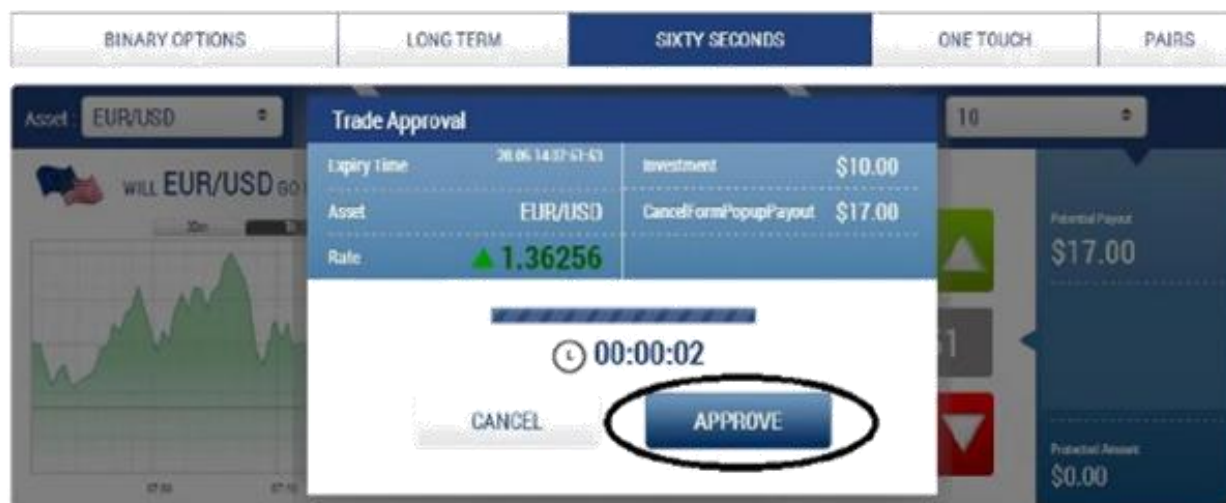 BINARY OPTIONS LONG TERM SIXTY SECONDS ONE TOUCH PAIRS
Asset EUR/USD
10
Trade Approval
Expiry Time
Investment $10.00
WILL EUR/USD GO
Asset EUR/USD
CancelFormPopupPayout $17.00
Rate 1.36256
Potential Payout
$17.00
00:00:02
CANCEL APPROVE
Protected Amount
$0.00